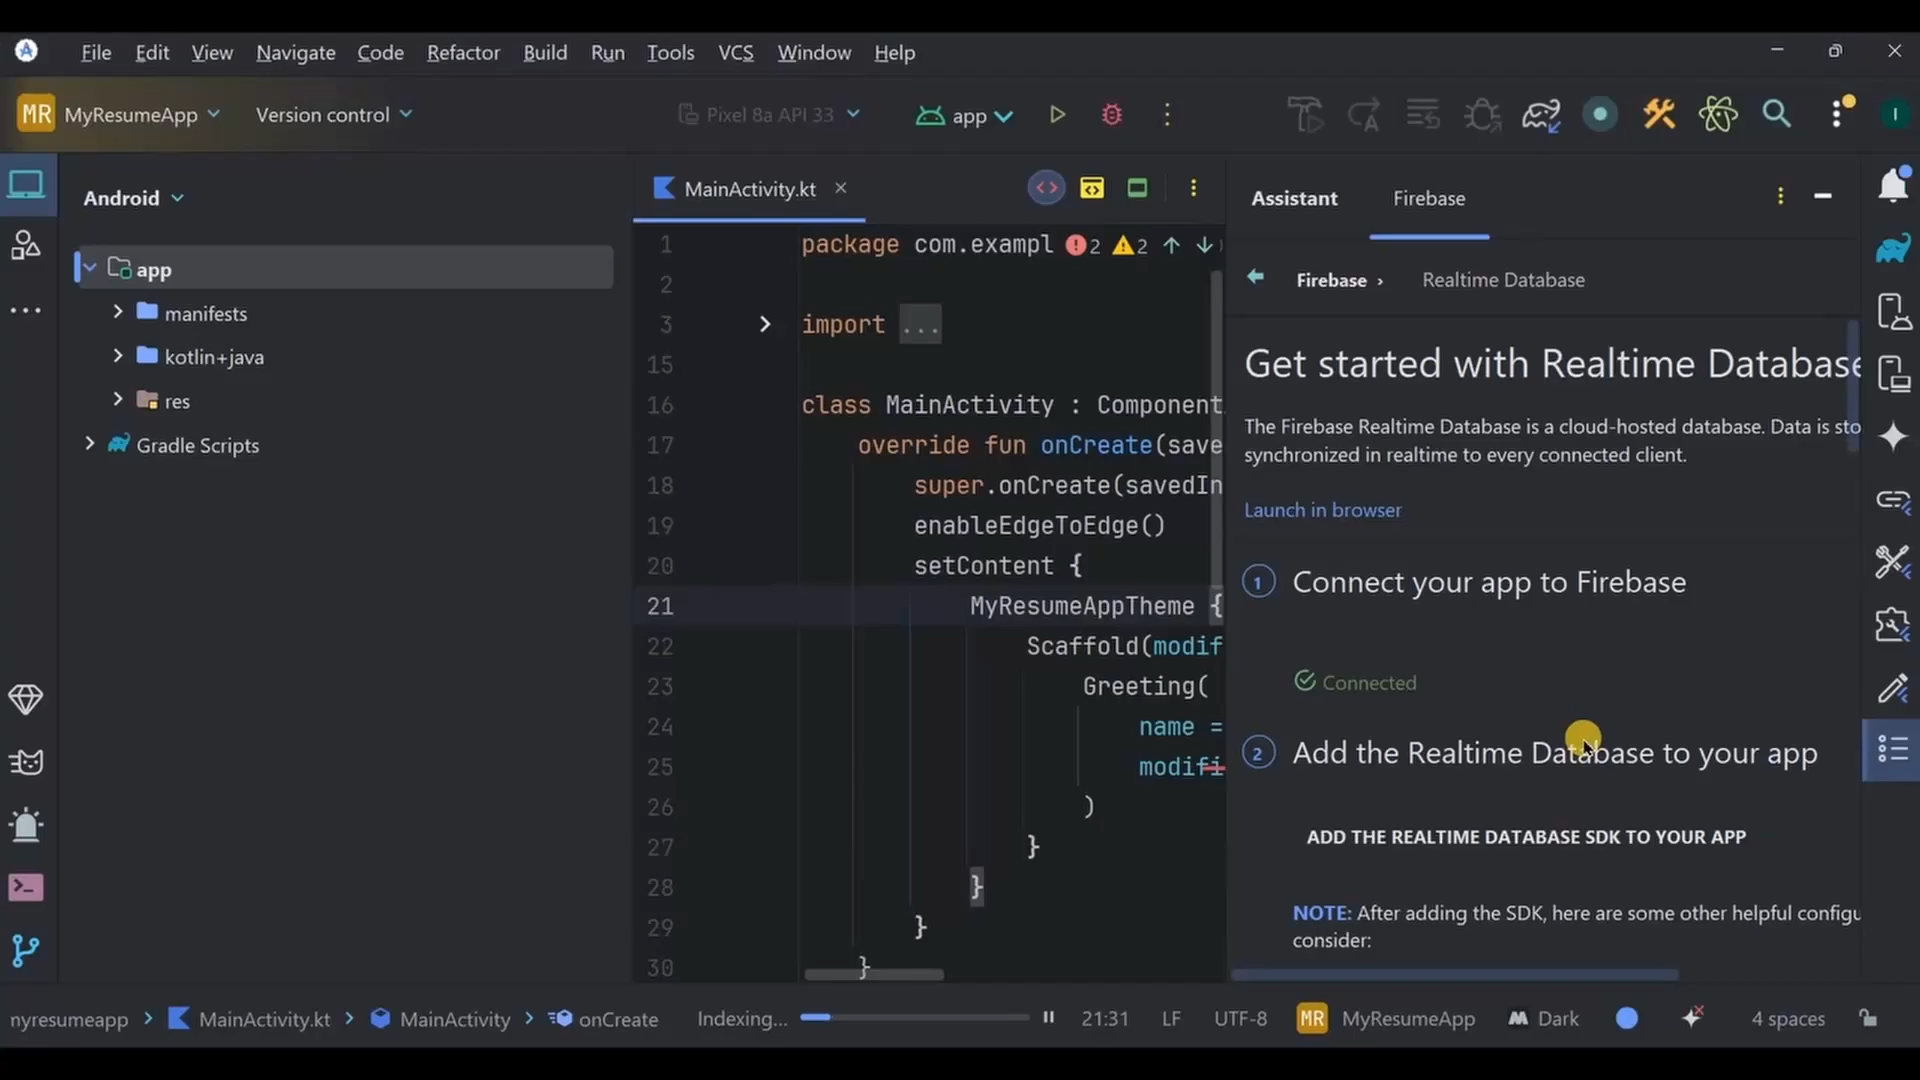 File Edit View Navigate Code Refactor Build Run Tools VCS Window Help
MR MyResumeApp Version control Pixel 8a API 33 app I
Android
app
manifests
kotlin+java
res
Gradle Scripts
MainActivity.kt
1 package com.exampl 2 2
2
3 import ...
15
16 class MainActivity : Component
17 override fun onCreate(save
18 super.onCreate(savedIn
19 enableEdgeToEdge()
20 setContent {
21 MyResumeAppTheme {
22 Scaffold(modif
23 Greeting(
24 name =
25 modifi
26 )
27 }
28 }
29 }
30 }
Assistant Firebase
Firebase › Realtime Database
Get started with Realtime Database
The Firebase Realtime Database is a cloud-hosted database. Data is sto
synchronized in realtime to every connected client.
Launch in browser
1 Connect your app to Firebase
Connected
2 Add the Realtime Database to your app
ADD THE REALTIME DATABASE SDK TO YOUR APP
NOTE: After adding the SDK, here are some other helpful configu
consider:
nyresumeapp MainActivity.kt MainActivity onCreate Indexing... 21:31 LF UTF-8 MR MyResumeApp Dark 4 spaces